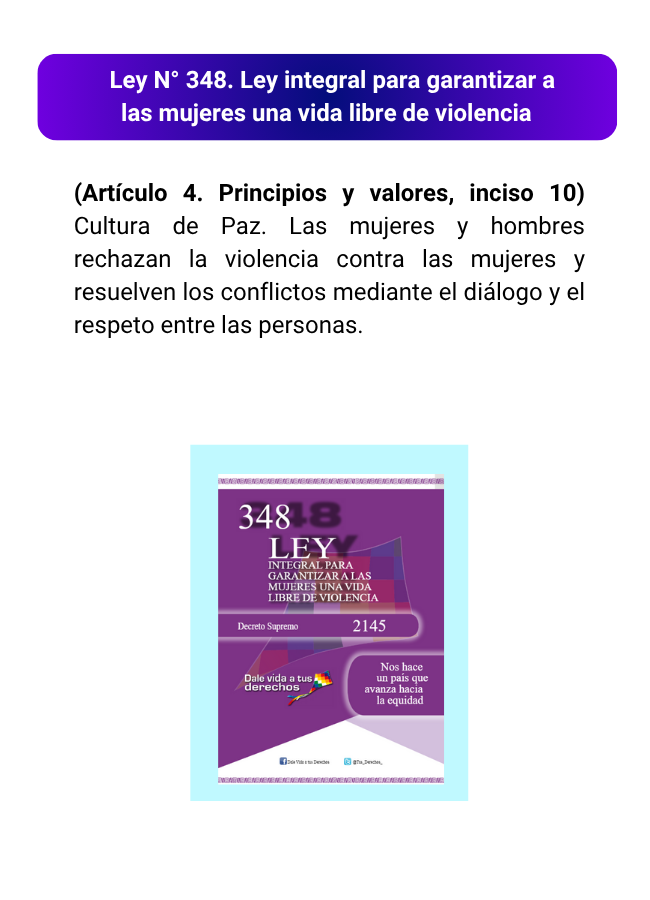 Ley N° 348. Ley integral para garantizar a
las mujeres una vida libre de violencia
(Artículo 4. Principios y valores, inciso 10)
Cultura de Paz. Las mujeres y hombres
rechazan la violencia contra las mujeres y
resuelven los conflictos mediante el diálogo y el
respeto entre las personas.
348
LEY
INTEGRAL PARA
GARANTIZAR A LAS
MUJERES UNA VIDA
LIBRE DE VIOLENCIA
Decreto Supremo 2145
Nos hace
un país que
avanza hacia
la equidad
Dale vida a tus
derechos
Dale Vida a tus Derechos @Tus_Derechos_